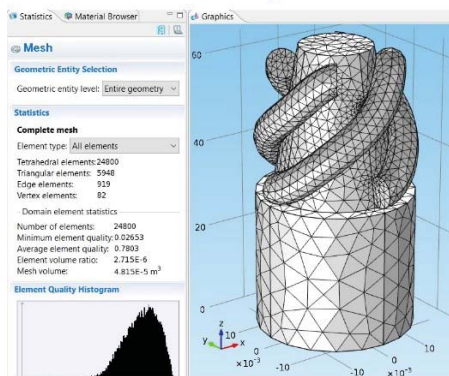 Statistics
Material Browser
Mesh
Geometric Entity Selection
Geometric entity level: Entire geometry
Statistics
Complete mesh
Element type: All elements
Tetrahedral elements: 24800
Triangular elements: 5948
Edge elements: 919
Vertex elements: 82
Domain element statistics
Number of elements: 24800
Minimum element quality: 0.02653
Average element quality: 0.7803
Element volume ratio: 2.715E-6
Mesh volume: 4.815E-5 m³
Element Quality Histogram
Graphics
60
40
20
0
z
y
x
10
0
-10
×10⁻³
-10
0
10
×10⁻³